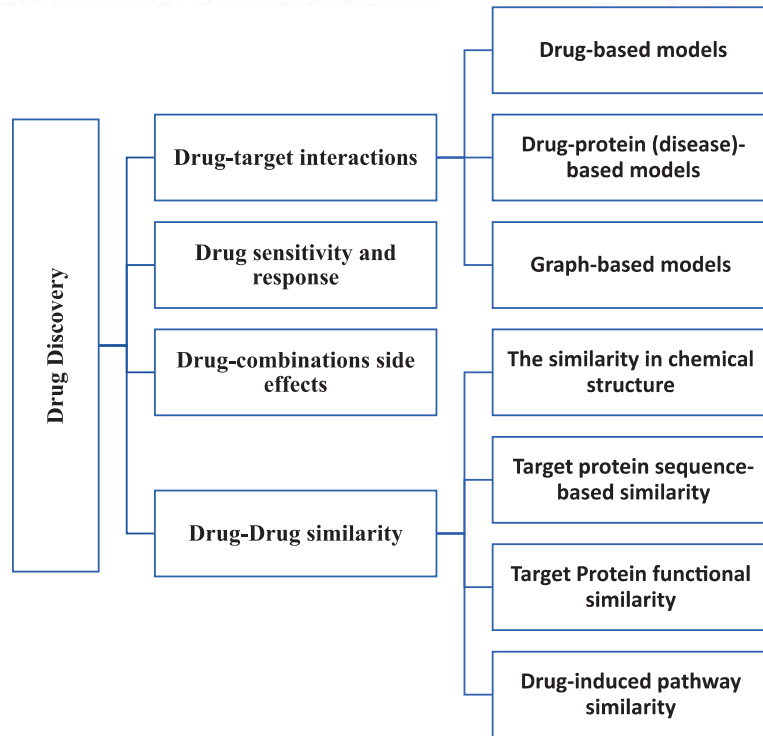 Drug Discovery
Drug-target interactions
Drug sensitivity and
response
Drug-combinations side
effects
Drug-Drug similarity
Drug-based models
Drug-protein (disease)-
based models
Graph-based models
The similarity in chemical
structure
Target protein sequence-
based similarity
Target Protein functional
similarity
Drug-induced pathway
similarity